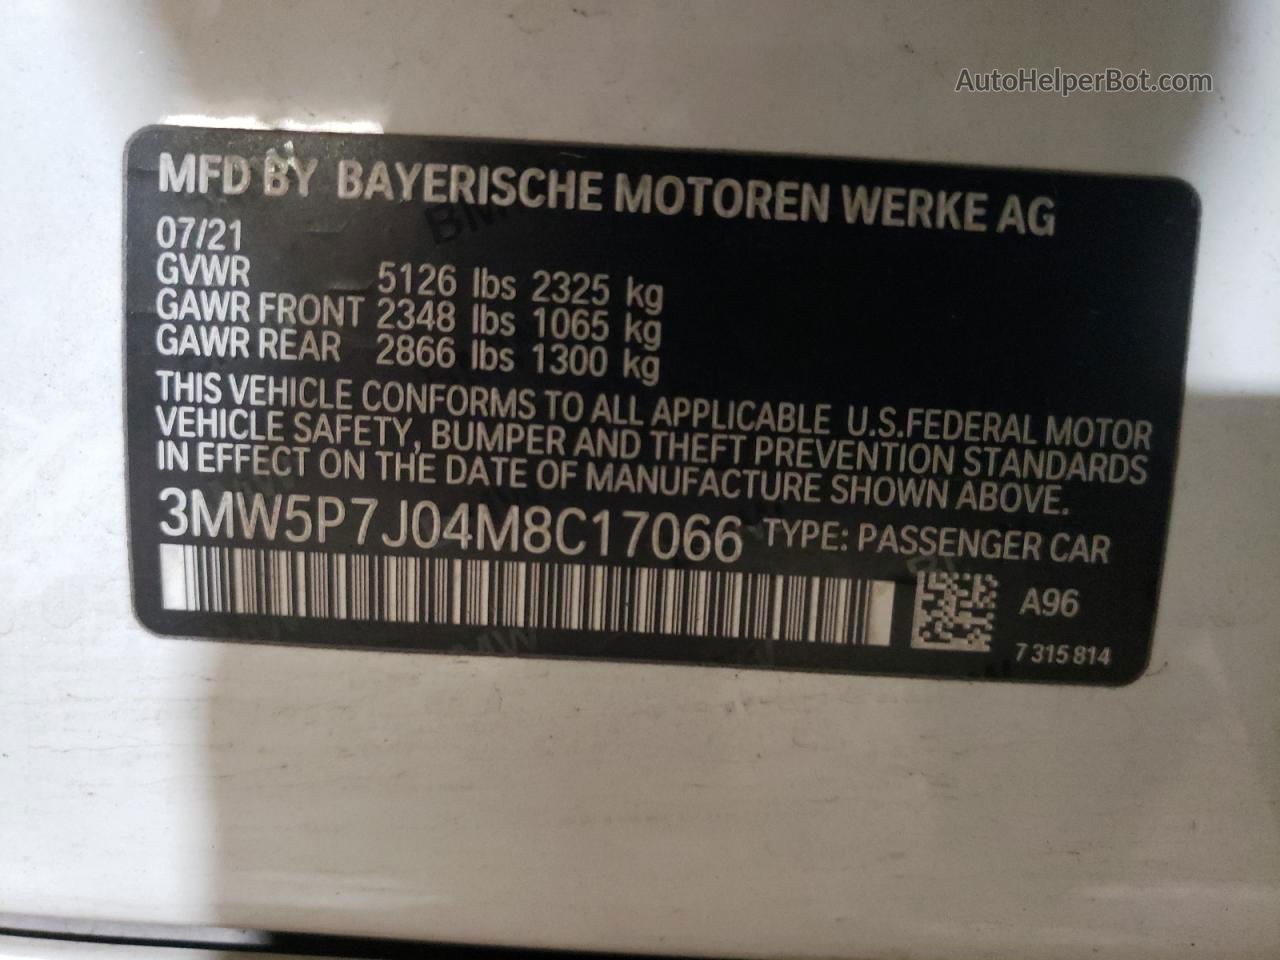 AutoHelperBot.com
MFD BY BAYERISCHE MOTOREN WERKE AG
07/21
GVWR 5126 lbs 2325 kg
GAWR FRONT 2348 lbs 1065 kg
GAWR REAR 2866 lbs 1300 kg
THIS VEHICLE CONFORMS TO ALL APPLICABLE U.S.FEDERAL MOTOR
VEHICLE SAFETY, BUMPER AND THEFT PREVENTION STANDARDS
IN EFFECT ON THE DATE OF MANUFACTURE SHOWN ABOVE.
3MW5P7J04M8C17066 TYPE: PASSENGER CAR
A96
7 315 814